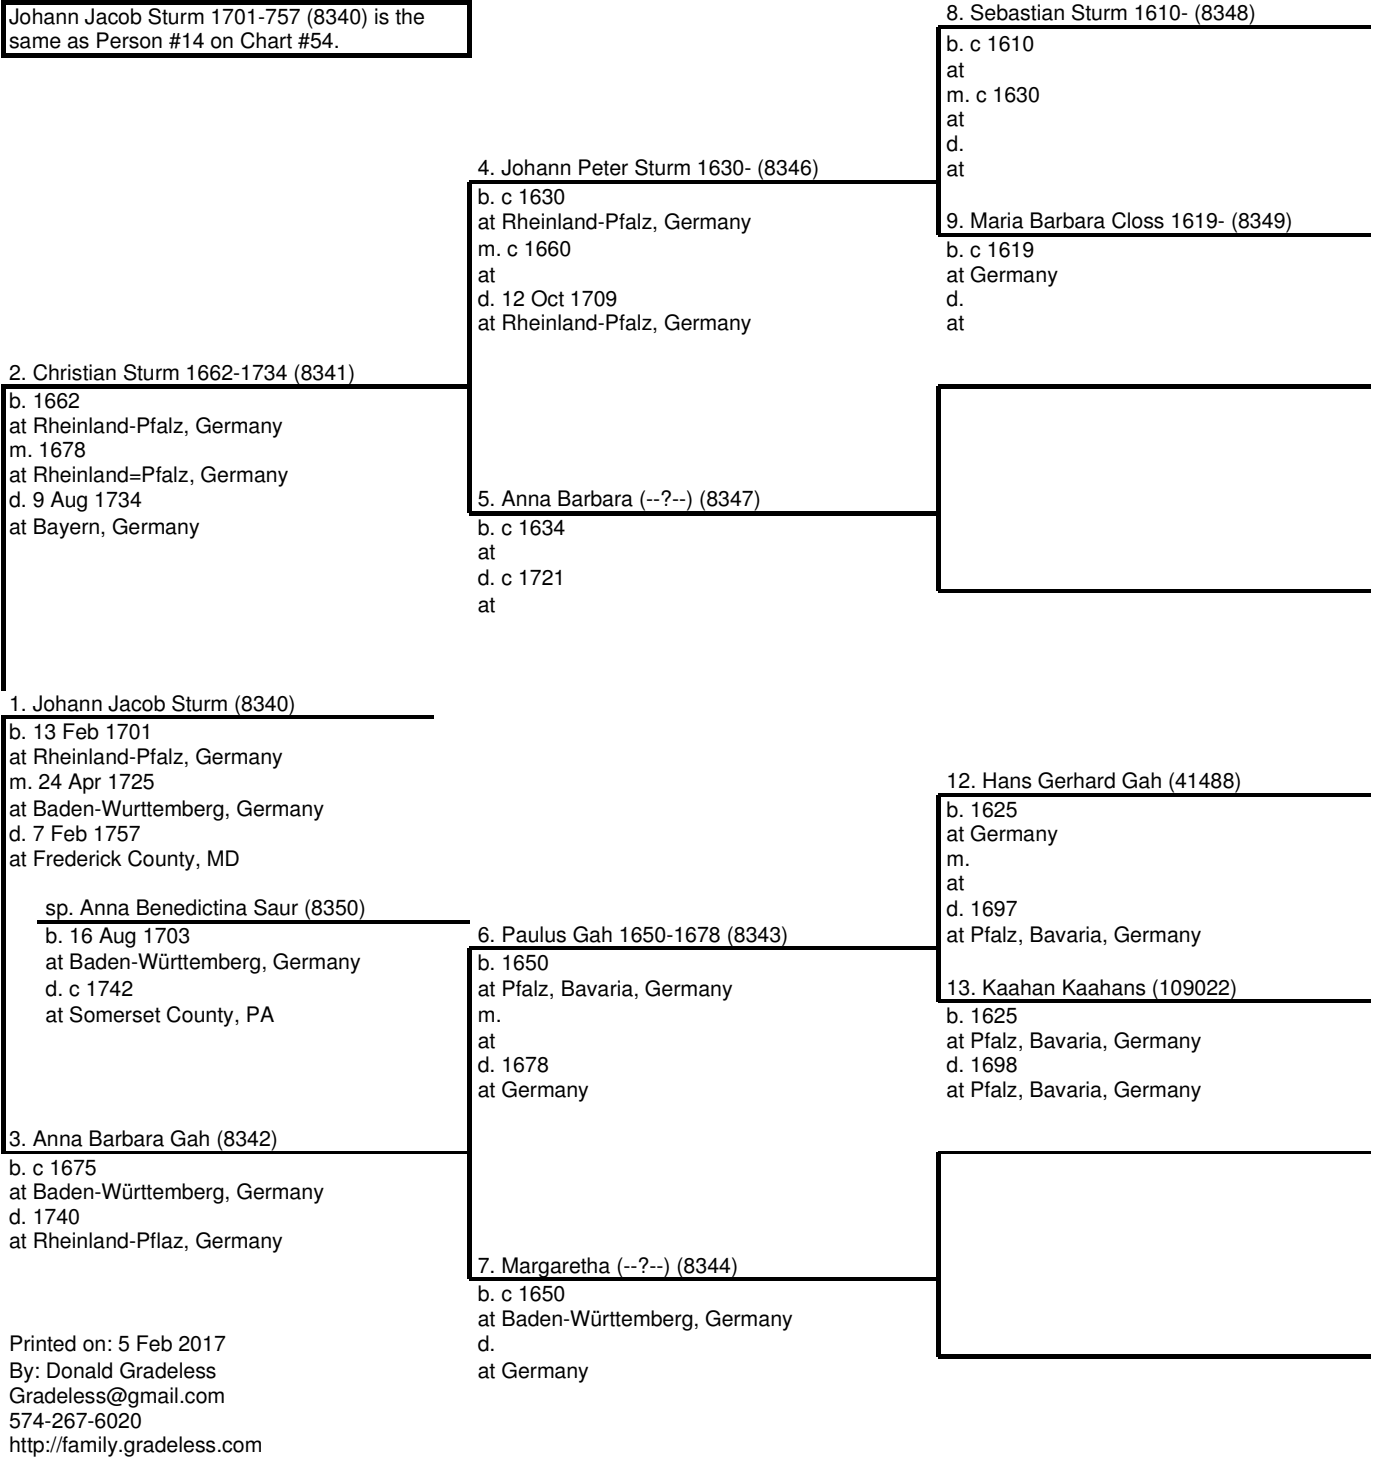 Johann Jacob Sturm 1701-757 (8340) is the
same as Person #14 on Chart #54.
8. Sebastian Sturm 1610- (8348)
b. c 1610
at
m. c 1630
at
d.
at
4. Johann Peter Sturm 1630- (8346)
b. c 1630
at Rheinland-Pfalz, Germany
m. c 1660
at
d. 12 Oct 1709
at Rheinland-Pfalz, Germany
9. Maria Barbara Closs 1619- (8349)
b. c 1619
at Germany
d.
at
2. Christian Sturm 1662-1734 (8341)
b. 1662
at Rheinland-Pfalz, Germany
m. 1678
at Rheinland=Pfalz, Germany
d. 9 Aug 1734
at Bayern, Germany
5. Anna Barbara (--?--) (8347)
b. c 1634
at
d. c 1721
at
1. Johann Jacob Sturm (8340)
b. 13 Feb 1701
at Rheinland-Pfalz, Germany
m. 24 Apr 1725
at Baden-Wurttemberg, Germany
d. 7 Feb 1757
at Frederick County, MD
sp. Anna Benedictina Saur (8350)
b. 16 Aug 1703
at Baden-Württemberg, Germany
d. c 1742
at Somerset County, PA
12. Hans Gerhard Gah (41488)
b. 1625
at Germany
m.
at
d. 1697
at Pfalz, Bavaria, Germany
6. Paulus Gah 1650-1678 (8343)
b. 1650
at Pfalz, Bavaria, Germany
m.
at
d. 1678
at Germany
13. Kaahan Kaahans (109022)
b. 1625
at Pfalz, Bavaria, Germany
d. 1698
at Pfalz, Bavaria, Germany
3. Anna Barbara Gah (8342)
b. c 1675
at Baden-Württemberg, Germany
d. 1740
at Rheinland-Pflaz, Germany
7. Margaretha (--?--) (8344)
b. c 1650
at Baden-Württemberg, Germany
d.
at Germany
Printed on: 5 Feb 2017
By: Donald Gradeless
Gradeless@gmail.com
574-267-6020
http://family.gradeless.com